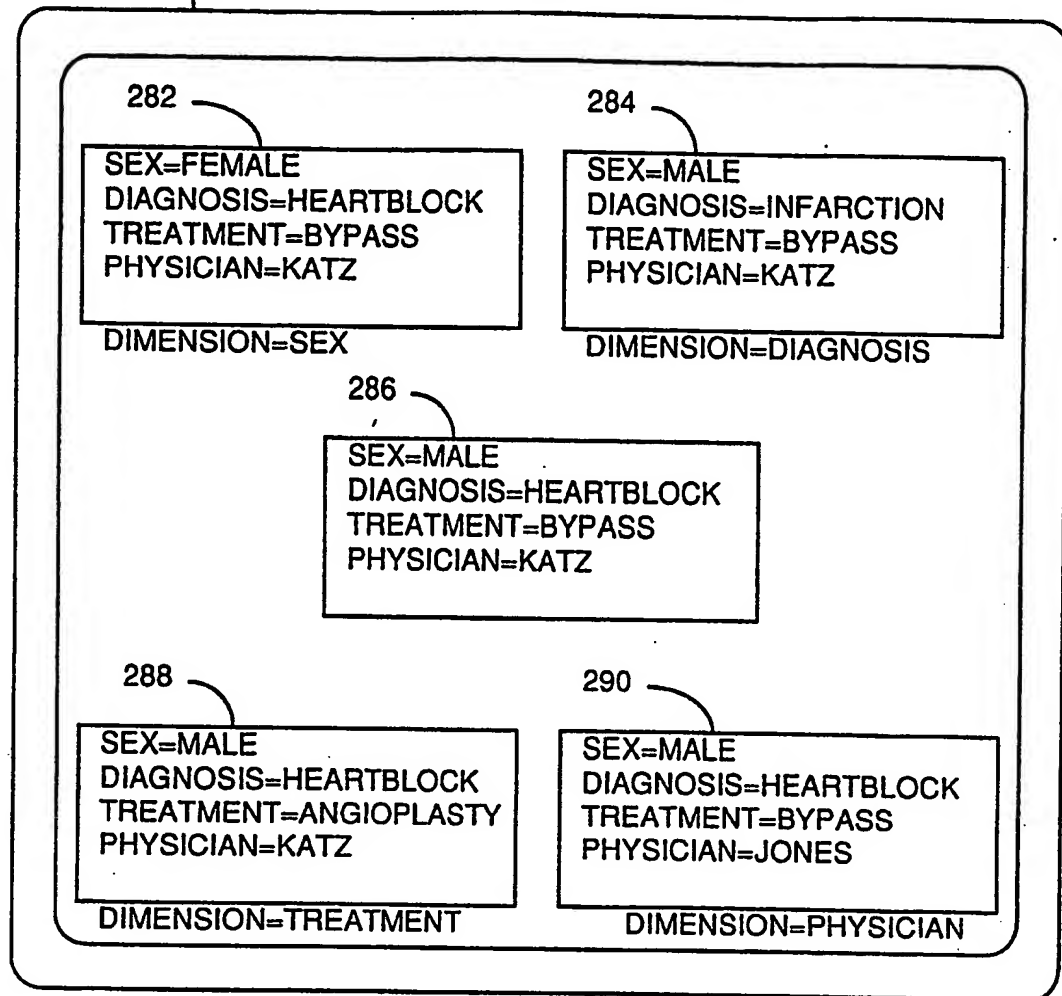 282
SEX=FEMALE
DIAGNOSIS=HEARTBLOCK
TREATMENT=BYPASS
PHYSICIAN=KATZ
DIMENSION=SEX
284
SEX=MALE
DIAGNOSIS=INFARCTION
TREATMENT=BYPASS
PHYSICIAN=KATZ
DIMENSION=DIAGNOSIS
286
SEX=MALE
DIAGNOSIS=HEARTBLOCK
TREATMENT=BYPASS
PHYSICIAN=KATZ
288
SEX=MALE
DIAGNOSIS=HEARTBLOCK
TREATMENT=ANGIOPLASTY
PHYSICIAN=KATZ
DIMENSION=TREATMENT
290
SEX=MALE
DIAGNOSIS=HEARTBLOCK
TREATMENT=BYPASS
PHYSICIAN=JONES
DIMENSION=PHYSICIAN